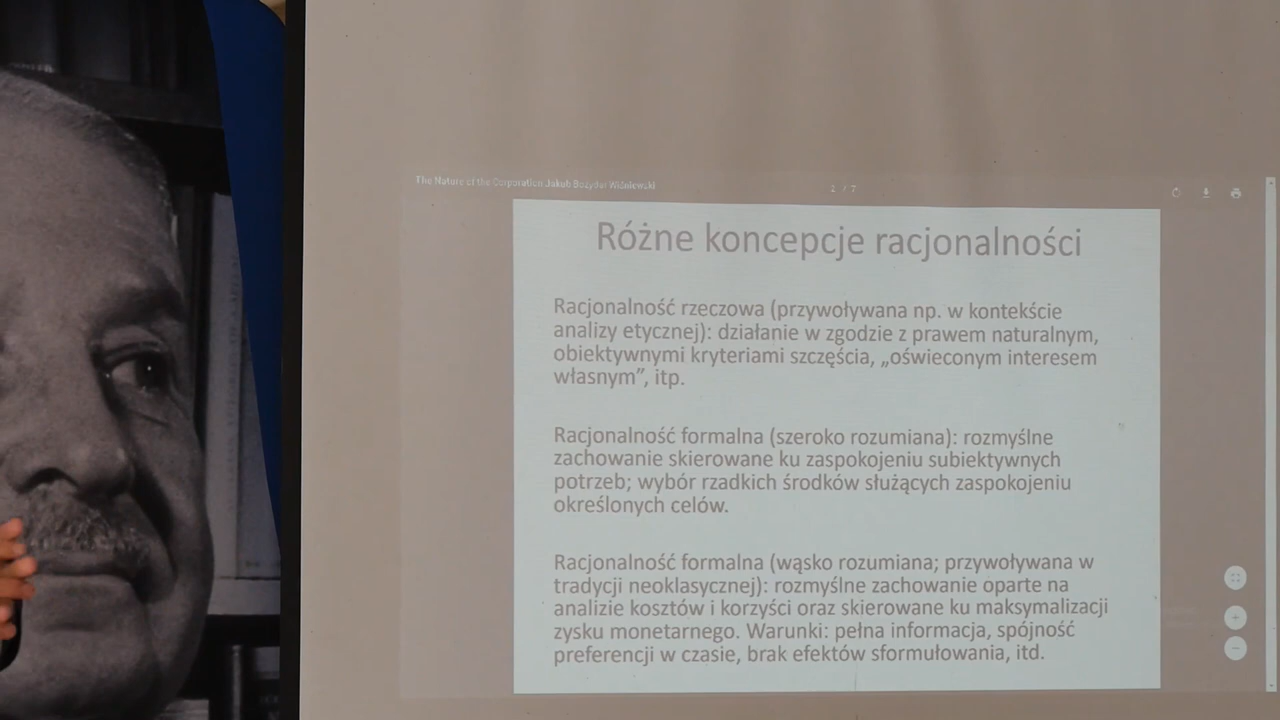 The Nature of the Corporation Jakub Bożydar Wiśniewski
2 / 7
Różne koncepcje racjonalności
Racjonalność rzeczowa (przywoływana np. w kontekście
analizy etycznej): działanie w zgodzie z prawem naturalnym,
obiektywnymi kryteriami szczęścia, „oświeconym interesem
własnym”, itp.
Racjonalność formalna (szeroko rozumiana): rozmyślne
zachowanie skierowane ku zaspokojeniu subiektywnych
potrzeb; wybór rzadkich środków służących zaspokojeniu
określonych celów.
Racjonalność formalna (wąsko rozumiana; przywoływana w
tradycji neoklasycznej): rozmyślne zachowanie oparte na
analizie kosztów i korzyści oraz skierowane ku maksymalizacji
zysku monetarnego. Warunki: pełna informacja, spójność
preferencji w czasie, brak efektów sformułowania, itd.